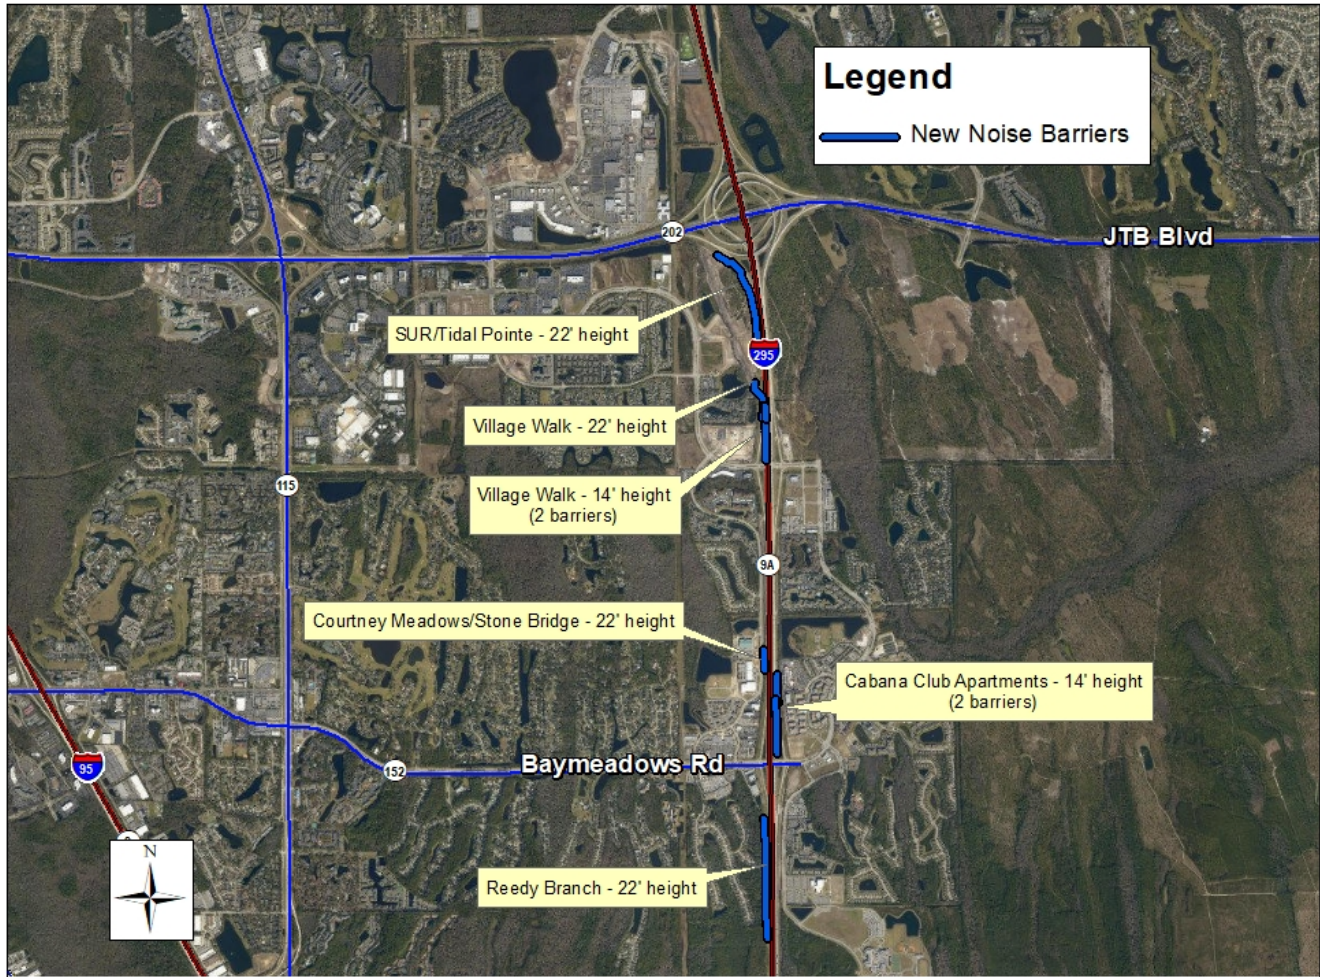 Legend
New Noise Barriers
202
JTB Blvd
SUR/Tidal Pointe - 22' height
295
Village Walk - 22' height
115
Village Walk - 14' height
(2 barriers)
9A
Courtney Meadows/Stone Bridge - 22' height
Cabana Club Apartments - 14' height
(2 barriers)
95
152
Baymeadows Rd
N
Reedy Branch - 22' height